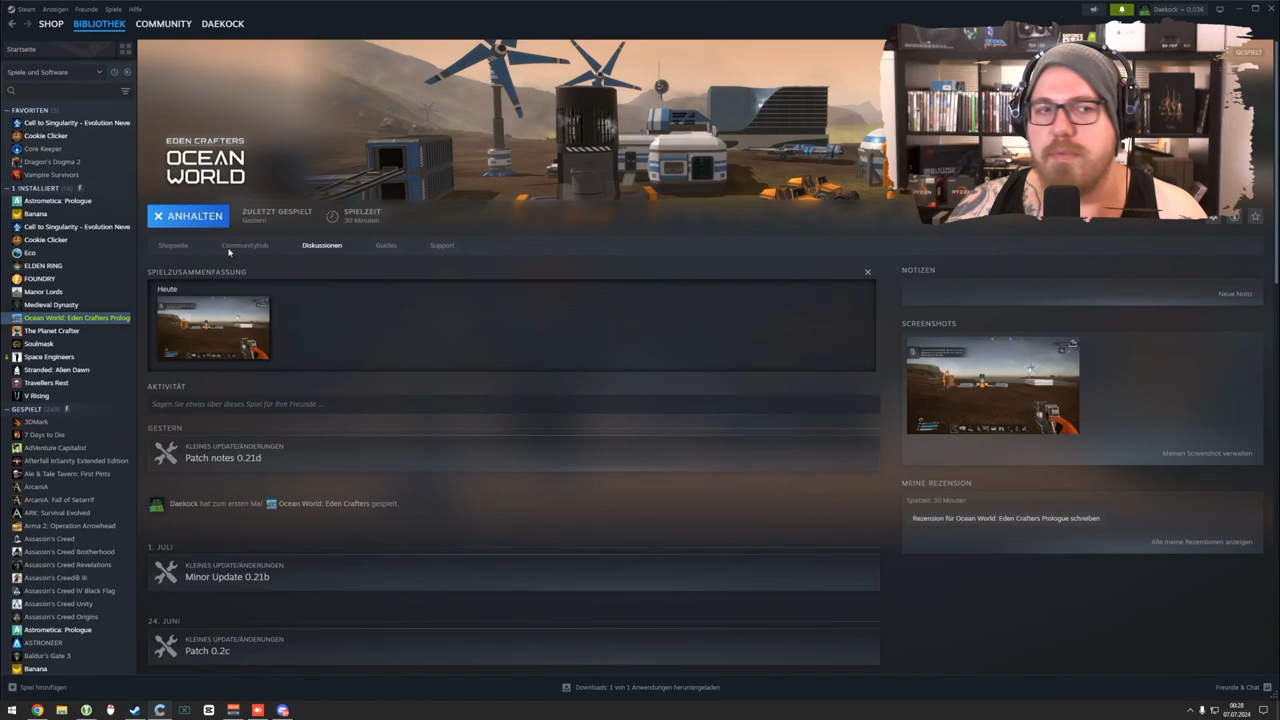 Steam Anzeigen Freunde Spiele Hilfe
Daekock • 0,03€
SHOP BIBLIOTHEK COMMUNITY DAEKOCK
Startseite
Spiele und Software
FAVORITEN
Cell to Singularity - Evolution Neve
Cookie Clicker
Core Keeper
Dragon's Dogma 2
Vampire Survivors
1 INSTALLIERT
Astrometica: Prologue
Banana
Cell to Singularity - Evolution Neve
Cookie Clicker
Eco
ELDEN RING
FOUNDRY
Manor Lords
Medieval Dynasty
Ocean World: Eden Crafters Prolog
The Planet Crafter
Soulmask
Space Engineers
Stranded: Alien Dawn
Travellers Rest
V Rising
GESPIELT
3DMark
7 Days to Die
AdVenture Capitalist
Afterfall InSanity Extended Edition
Ale & Tale Tavern: First Pints
ArcaniA
ArcaniA: Fall of Setarrif
ARK: Survival Evolved
Arma 2: Operation Arrowhead
Assassin's Creed
Assassin's Creed Brotherhood
Assassin's Creed Revelations
Assassin's Creed® III
Assassin's Creed IV Black Flag
Assassin's Creed Unity
Assassin's Creed Origins
Astrometica: Prologue
ASTRONEER
Baldur's Gate 3
Banana
Spiel hinzufügen
EDEN CRAFTERS
OCEAN
WORLD
GESPIELT
ANHALTEN
ZULETZT GESPIELT
Gestern
SPIELZEIT
30 Minuten
Shopseite Communityhub Diskussionen Guides Support
SPIELZUSAMMENFASSUNG
Heute
AKTIVITÄT
Sagen Sie etwas über dieses Spiel für Ihre Freunde ...
GESTERN
KLEINES UPDATE/ÄNDERUNGEN
Patch notes 0.21d
Daekock hat zum ersten Mal Ocean World: Eden Crafters gespielt.
1. JULI
KLEINES UPDATE/ÄNDERUNGEN
Minor Update 0.21b
24. JUNI
KLEINES UPDATE/ÄNDERUNGEN
Patch 0.2c
NOTIZEN
Neue Notiz
SCREENSHOTS
Meinen Screenshot verwalten
MEINE REZENSION
Spielzeit: 30 Minuten
Rezension für Ocean World: Eden Crafters Prologue schreiben
Alle meine Rezensionen anzeigen
Downloads: 1 von 1 Anwendungen heruntergeladen
Freunde & Chat
00:28
07.07.2024